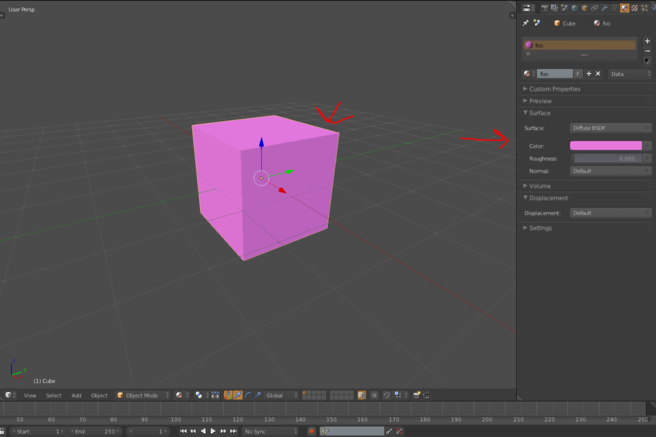 User Persp
Cube
foo
foo
foo
Data
Custom Properties
Preview
Surface
Surface:
Diffuse BSDF
Color:
Roughness:
0.000
Normal:
Default
Volume
Displacement
Displacement:
Default
Settings
(1) Cube
View Select Add Object Object Mode Global
50 60 70 80 90 100 110 120 130 140 150 160 170 180 190 200 210 220 230 240 250
Start: 1 End: 250 1 No Sync